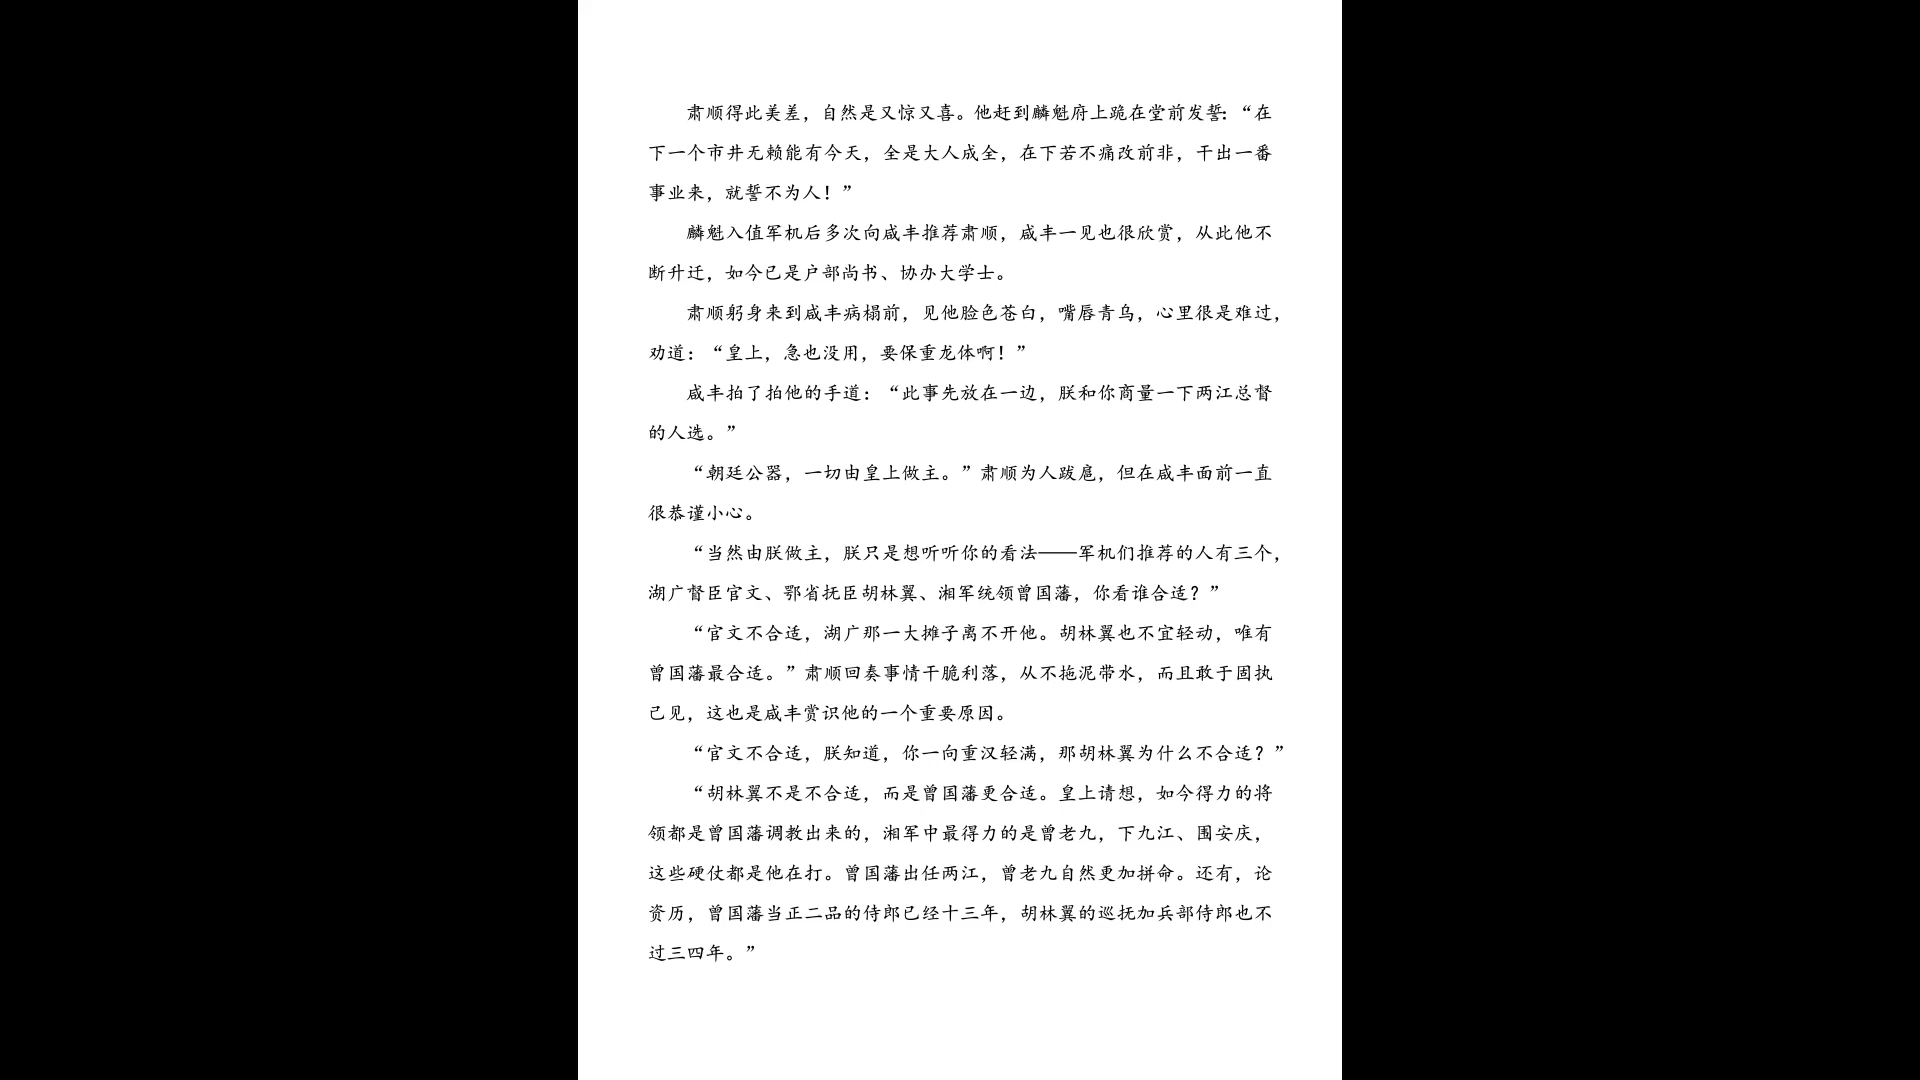 肃顺得此美差，自然是又惊又喜。他赶到麟魁府上跪在堂前发誓：“在
下一个市井无赖能有今天，全是大人成全，在下若不痛改前非，干出一番
事业来，就誓不为人！”
麟魁入值军机后多次向咸丰推荐肃顺，咸丰一见也很欣赏，从此他不
断升迁，如今已是户部尚书、协办大学士。
肃顺躬身来到咸丰病榻前，见他脸色苍白，嘴唇青乌，心里很是难过，
劝道：“皇上，急也没用，要保重龙体啊！”
咸丰拍了拍他的手道：“此事先放在一边，朕和你商量一下两江总督
的人选。”
“朝廷公器，一切由皇上做主。”肃顺为人跋扈，但在咸丰面前一直
很恭谨小心。
“当然由朕做主，朕只是想听听你的看法——军机们推荐的人有三个，
湖广督臣官文、鄂省抚臣胡林翼、湘军统领曾国藩，你看谁合适？”
“官文不合适，湖广那一大摊子离不开他。胡林翼也不宜轻动，唯有
曾国藩最合适。”肃顺回奏事情干脆利落，从不拖泥带水，而且敢于固执
己见，这也是咸丰赏识他的一个重要原因。
“官文不合适，朕知道，你一向重汉轻满，那胡林翼为什么不合适？”
“胡林翼不是不合适，而是曾国藩更合适。皇上请想，如今得力的将
领都是曾国藩调教出来的，湘军中最得力的是曾老九，下九江、围安庆，
这些硬仗都是他在打。曾国藩出任两江，曾老九自然更加拼命。还有，论
资历，曾国藩当正二品的侍郎已经十三年，胡林翼的巡抚加兵部侍郎也不
过三四年。”